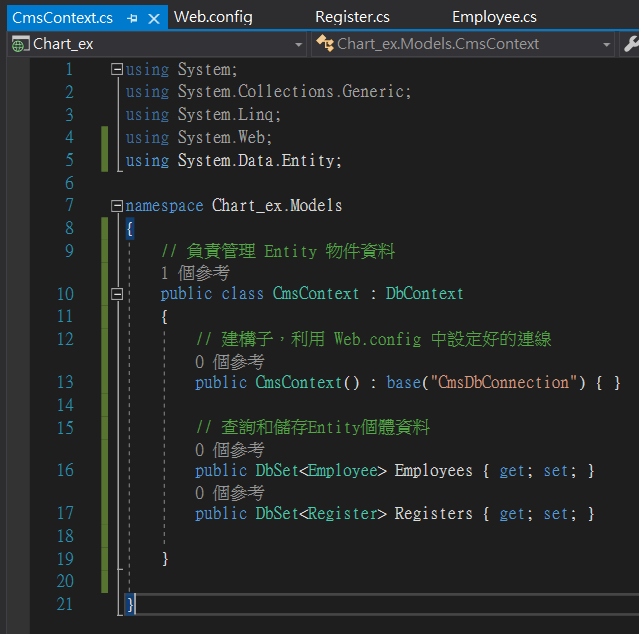 CmsContext.cs Web.config Register.cs Employee.cs
Chart_ex Chart_ex.Models.CmsContext
1 using System;
2 using System.Collections.Generic;
3 using System.Linq;
4 using System.Web;
5 using System.Data.Entity;
6
7 namespace Chart_ex.Models
8 {
9 // 負責管理 Entity 物件資料
1 個參考
10 public class CmsContext : DbContext
11 {
12 // 建構子，利用 Web.config 中設定好的連線
0 個參考
13 public CmsContext() : base("CmsDbConnection") { }
14
15 // 查詢和儲存Entity個體資料
0 個參考
16 public DbSet<Employee> Employees { get; set; }
0 個參考
17 public DbSet<Register> Registers { get; set; }
18
19 }
20
21 }